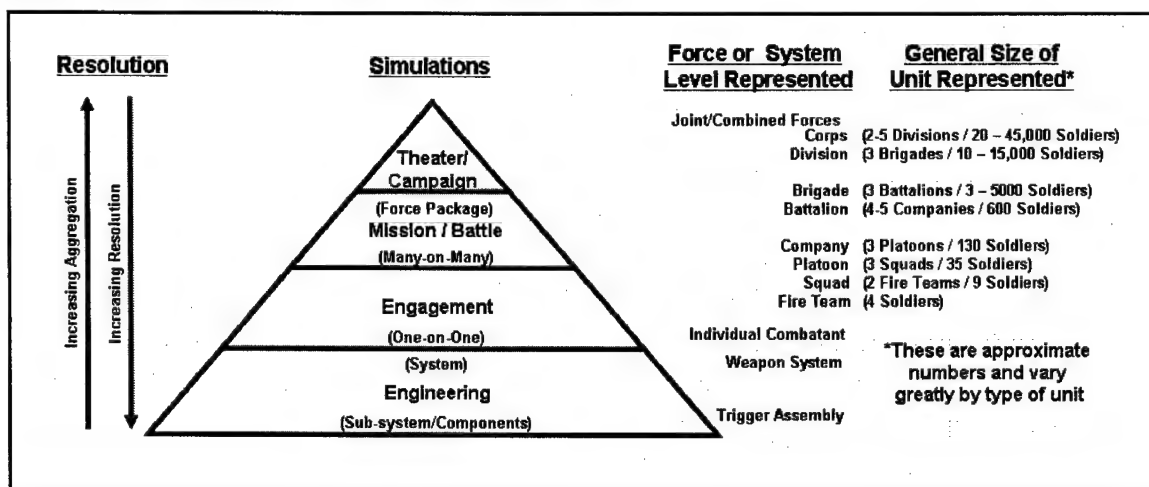 Resolution
Increasing Aggregation
Increasing Resolution
Simulations
Theater/
Campaign
(Force Package)
Mission / Battle
(Many-on-Many)
Engagement
(One-on-One)
(System)
Engineering
(Sub-system/Components)
Force or System
Level Represented
General Size of
Unit Represented*
Joint/Combined Forces
Corps (2-5 Divisions / 20 – 45,000 Soldiers)
Division (3 Brigades / 10 – 15,000 Soldiers)
Brigade (3 Battalions / 3 – 5000 Soldiers)
Battalion (4-5 Companies / 600 Soldiers)
Company (3 Platoons / 130 Soldiers)
Platoon (3 Squads / 35 Soldiers)
Squad (2 Fire Teams / 9 Soldiers)
Fire Team (4 Soldiers)
Individual Combatant
Weapon System
Trigger Assembly
*These are approximate
numbers and vary
greatly by type of unit